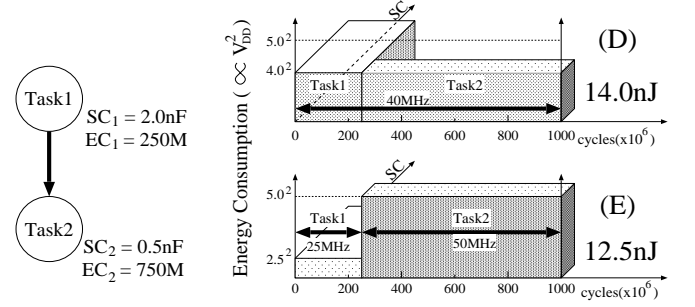 Task1
SC1 = 2.0nF
EC1 = 250M
Task2
SC2 = 0.5nF
EC2 = 750M
Energy Consumption ( ∝ V²DD )
SC
5.0²
4.0²
Task1
Task2
40MHz
0 200 400 600 800 1000 cycles(x10⁶)
(D)
14.0nJ
SC
5.0²
2.5²
Task1
Task2
25MHz
50MHz
0 200 400 600 800 1000 cycles(x10⁶)
(E)
12.5nJ